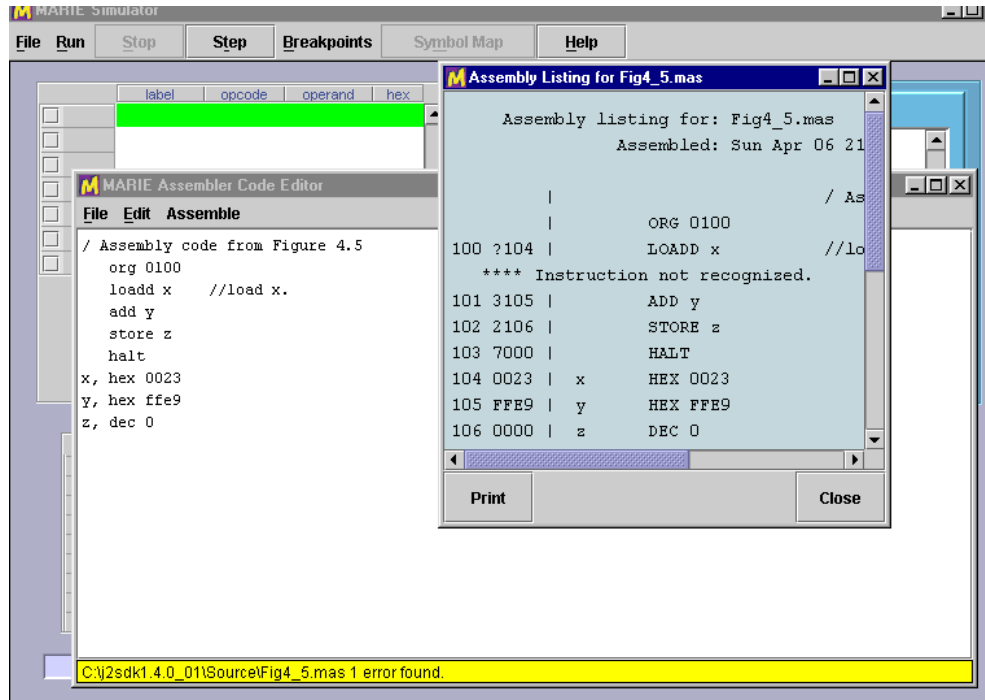 MARIE Simulator
File Run Stop Step Breakpoints Symbol Map Help
label opcode operand hex
Assembly Listing for Fig4_5.mas
Assembly listing for: Fig4_5.mas
Assembled: Sun Apr 06 21
| / As
| ORG 0100
100 ?104 | LOADD x //lo
**** Instruction not recognized.
101 3105 | ADD y
102 2106 | STORE z
103 7000 | HALT
104 0023 | x HEX 0023
105 FFE9 | y HEX FFE9
106 0000 | z DEC 0
Print Close
MARIE Assembler Code Editor
File Edit Assemble
/ Assembly code from Figure 4.5
org 0100
loadd x //load x.
add y
store z
halt
x, hex 0023
y, hex ffe9
z, dec 0
C:\j2sdk1.4.0_01\Source\Fig4_5.mas 1 error found.